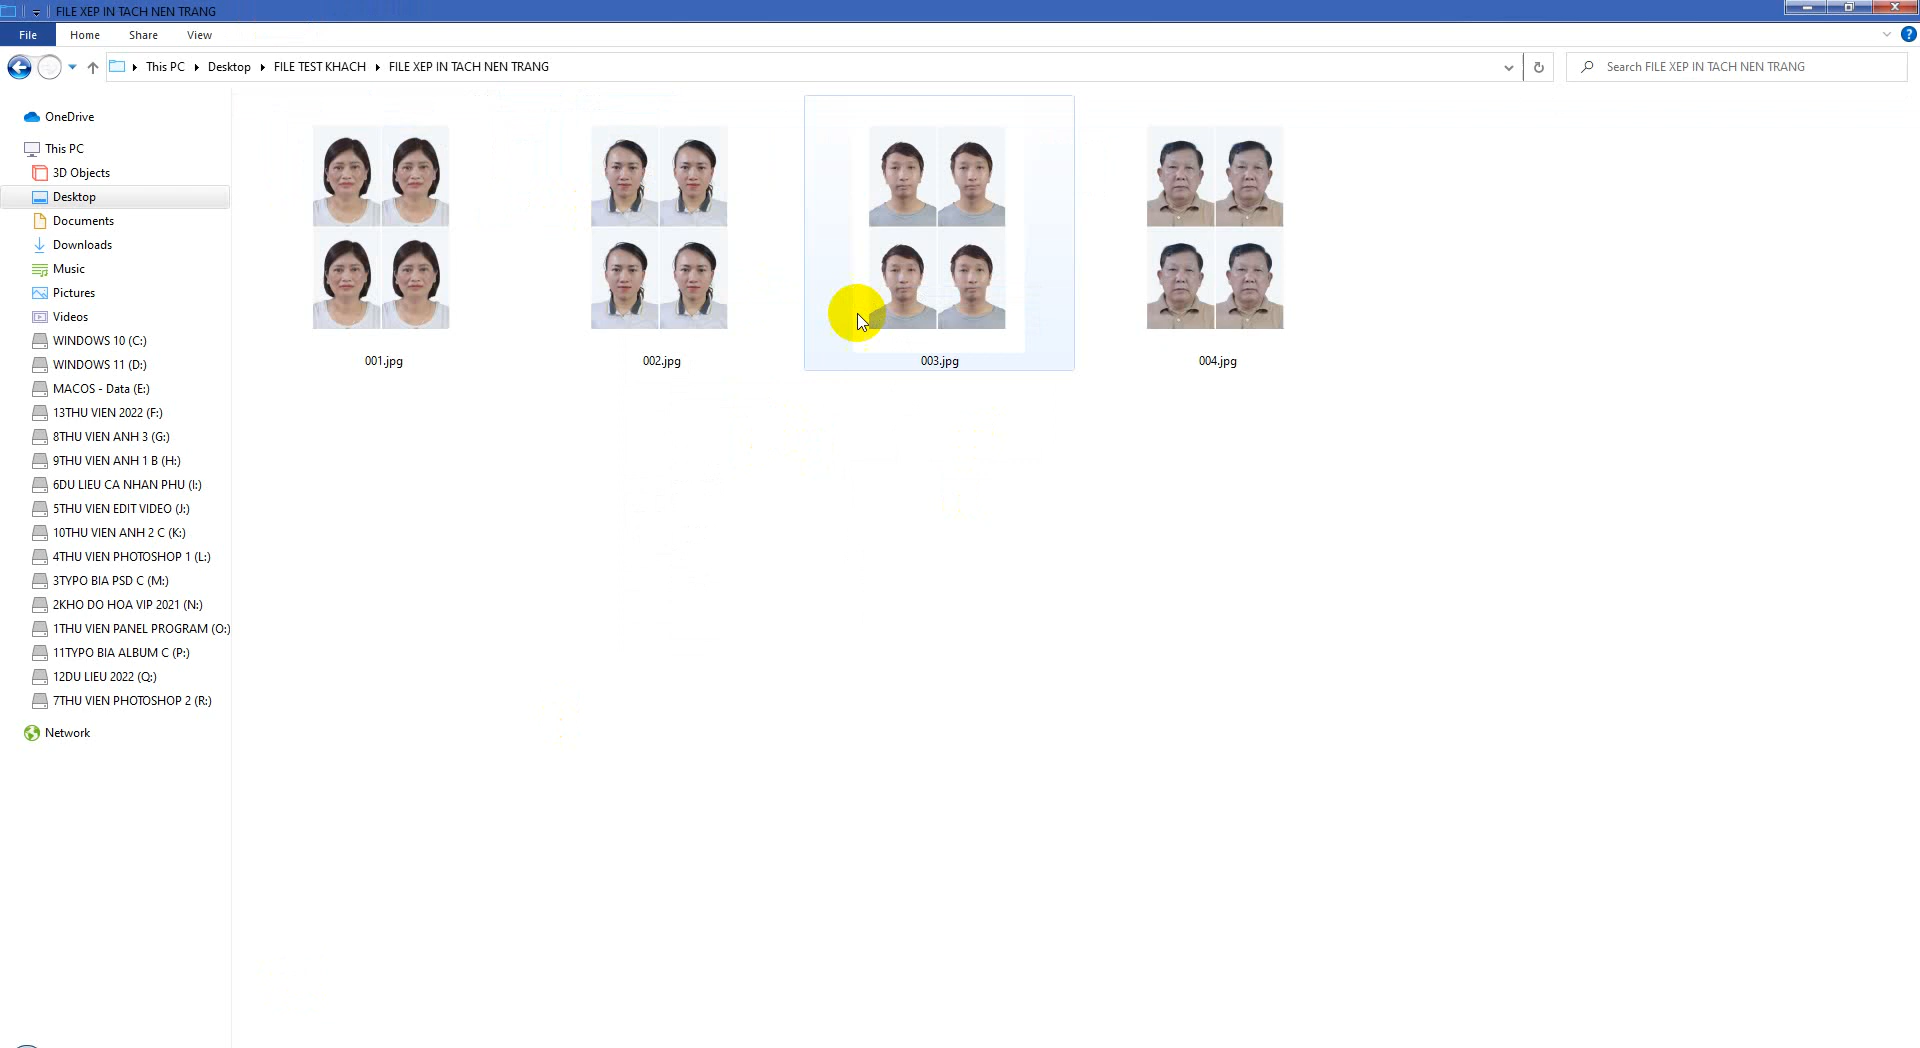 FILE XEP IN TACH NEN TRANG
File Home Share View
This PC Desktop FILE TEST KHACH FILE XEP IN TACH NEN TRANG
Search FILE XEP IN TACH NEN TRANG
OneDrive
This PC
3D Objects
Desktop
Documents
Downloads
Music
Pictures
Videos
WINDOWS 10 (C:)
WINDOWS 11 (D:)
MACOS - Data (E:)
13THU VIEN 2022 (F:)
8THU VIEN ANH 3 (G:)
9THU VIEN ANH 1 B (H:)
6DU LIEU CA NHAN PHU (I:)
5THU VIEN EDIT VIDEO (J:)
10THU VIEN ANH 2 C (K:)
4THU VIEN PHOTOSHOP 1 (L:)
3TYPO BIA PSD C (M:)
2KHO DO HOA VIP 2021 (N:)
1THU VIEN PANEL PROGRAM (O:)
11TYPO BIA ALBUM C (P:)
12DU LIEU 2022 (Q:)
7THU VIEN PHOTOSHOP 2 (R:)
Network
001.jpg 002.jpg 003.jpg 004.jpg